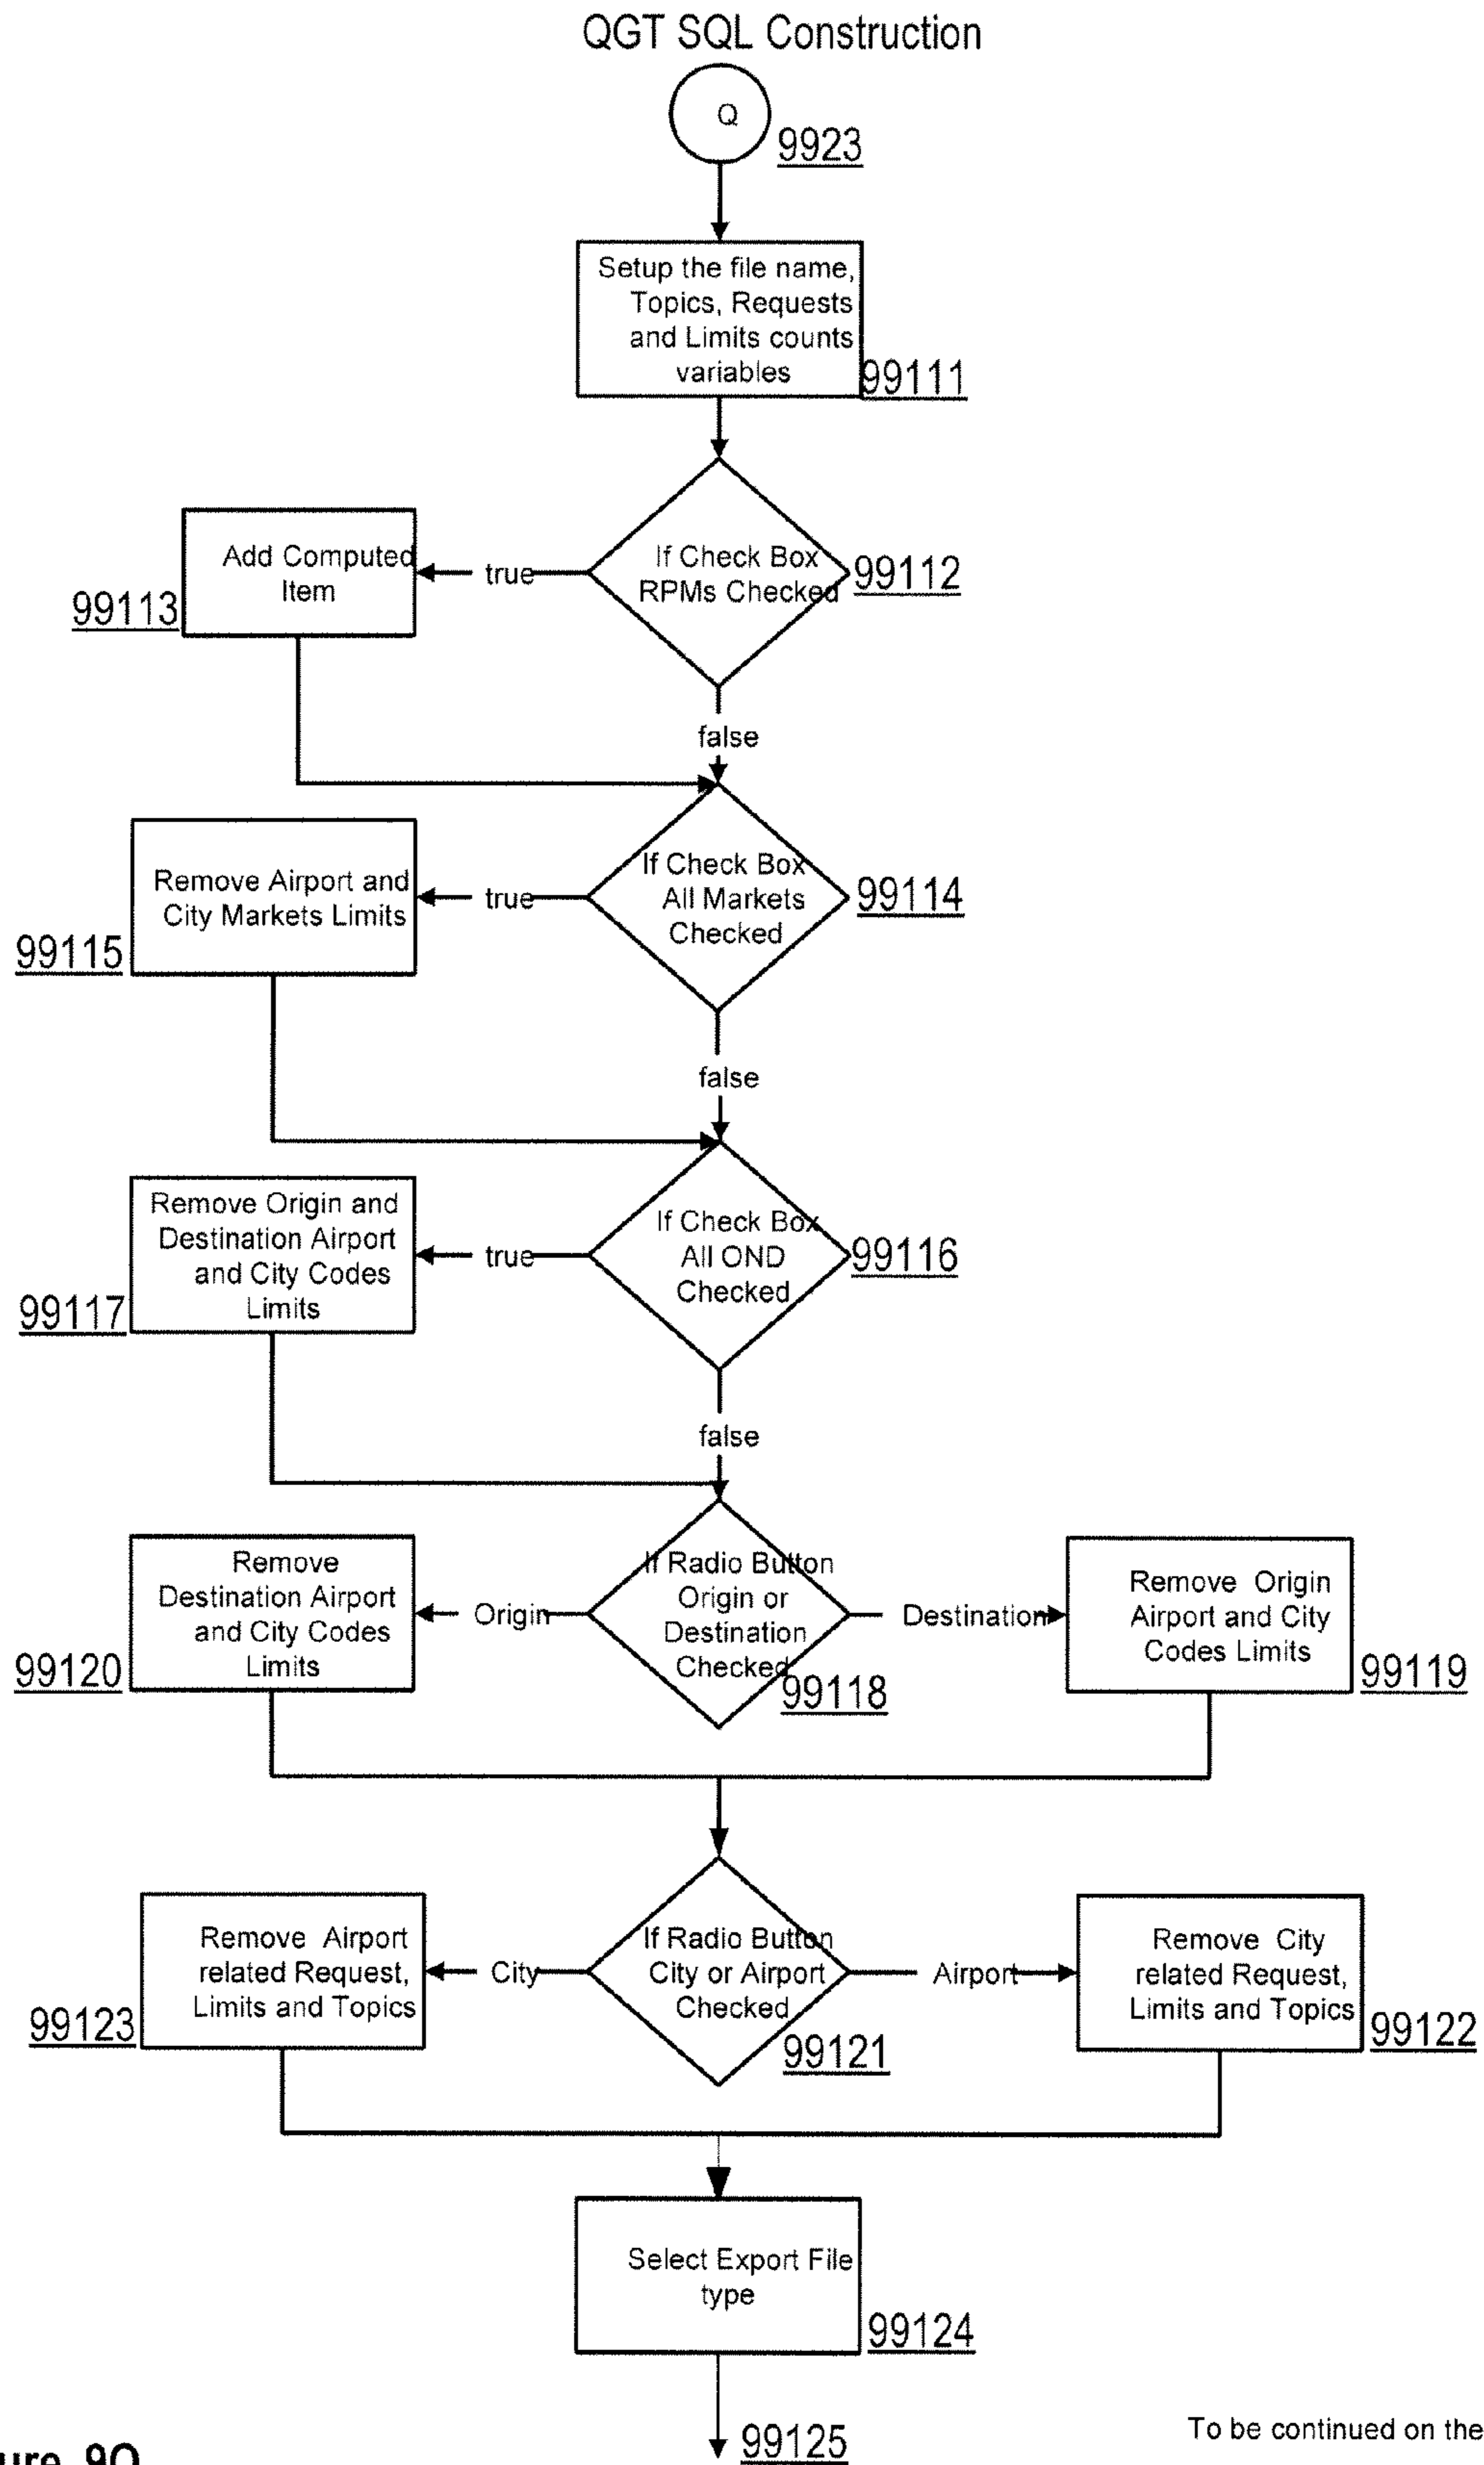 QGT SQL Construction
Q
9923
Setup the file name,
Topics, Requests
and Limits counts
variables
99111
If Check Box
RPMs Checked
99112
true
Add Computed
Item
99113
false
If Check Box
All Markets
Checked
99114
true
Remove Airport and
City Markets Limits
99115
false
If Check Box
All OND
Checked
99116
true
Remove Origin and
Destination Airport
and City Codes
Limits
99117
false
If Radio Button
Origin or
Destination
Checked
99118
Origin
Remove
Destination Airport
and City Codes
Limits
99120
Destination
Remove Origin
Airport and City
Codes Limits
99119
If Radio Button
City or Airport
Checked
99121
City
Remove Airport
related Request,
Limits and Topics
99123
Airport
Remove City
related Request,
Limits and Topics
99122
Select Export File
type
99124
99125
To be continued on the